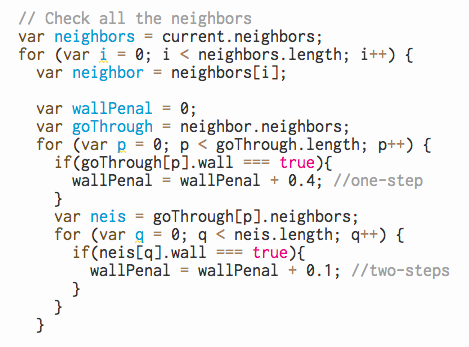 // Check all the neighbors
var neighbors = current.neighbors;
for (var i = 0; i < neighbors.length; i++) {
  var neighbor = neighbors[i];

  var wallPenal = 0;
  var goThrough = neighbor.neighbors;
  for (var p = 0; p < goThrough.length; p++) {
    if(goThrough[p].wall === true){
      wallPenal = wallPenal + 0.4; //one-step
    }
    var neis = goThrough[p].neighbors;
    for (var q = 0; q < neis.length; q++) {
      if(neis[q].wall === true){
        wallPenal = wallPenal + 0.1; //two-steps
      }
    }
  }